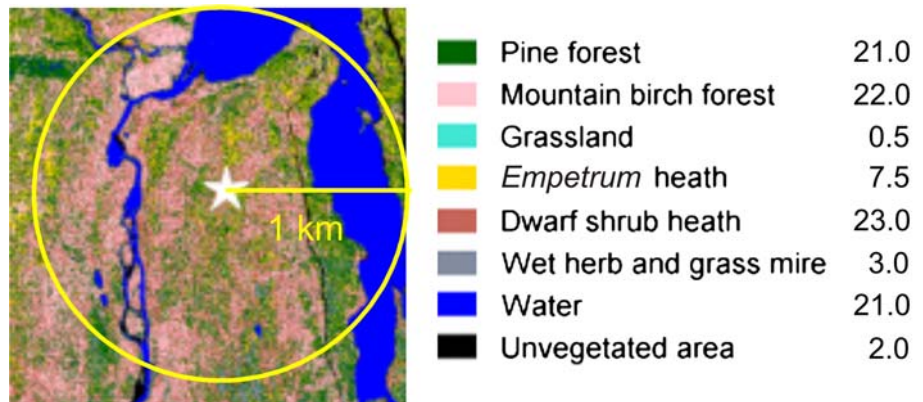 1 km
Pine forest 21.0
Mountain birch forest 22.0
Grassland 0.5
Empetrum heath 7.5
Dwarf shrub heath 23.0
Wet herb and grass mire 3.0
Water 21.0
Unvegetated area 2.0